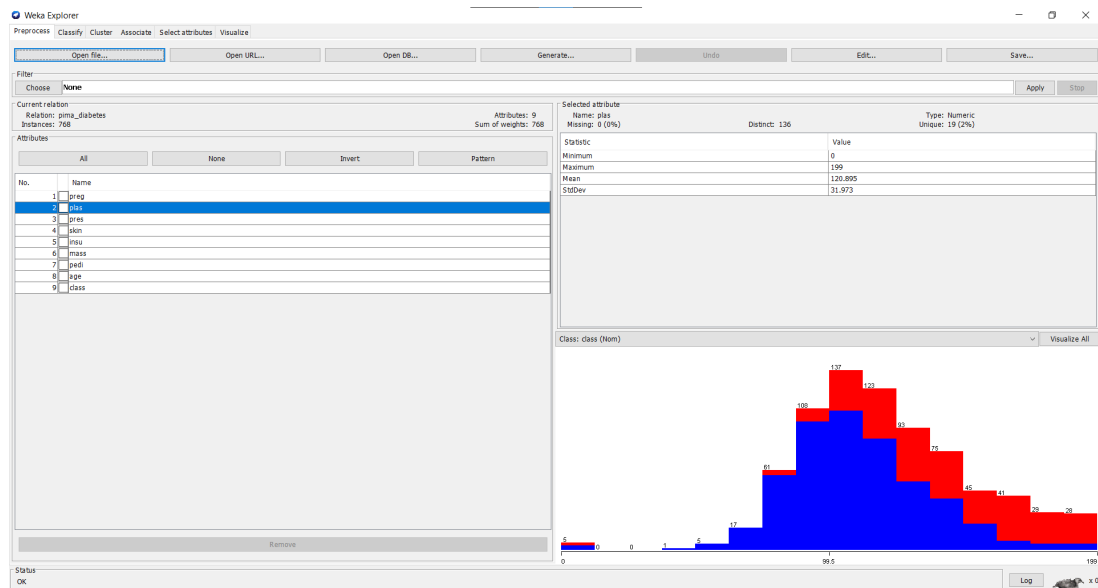 Weka Explorer
Preprocess Classify Cluster Associate Select attributes Visualize
Open file... Open URL... Open DB... Generate... Undo Edit... Save...
Filter
Choose None Apply Stop
Current relation
Relation: pima_diabetes Attributes: 9
Instances: 768 Sum of weights: 768
Attributes
All None Invert Pattern
No. Name
1 preg
2 plas
3 pres
4 skin
5 insu
6 mass
7 pedi
8 age
9 class
Remove
Selected attribute
Name: plas Type: Numeric
Missing: 0 (0%) Distinct: 136 Unique: 19 (2%)
Statistic Value
Minimum 0
Maximum 199
Mean 120.895
StdDev 31.973
Class: class (Nom) Visualize All
5 0 0 1 5 17 61 108 137 123 93 75 45 41 29 28
0 99.5 199
Status
OK Log x 0